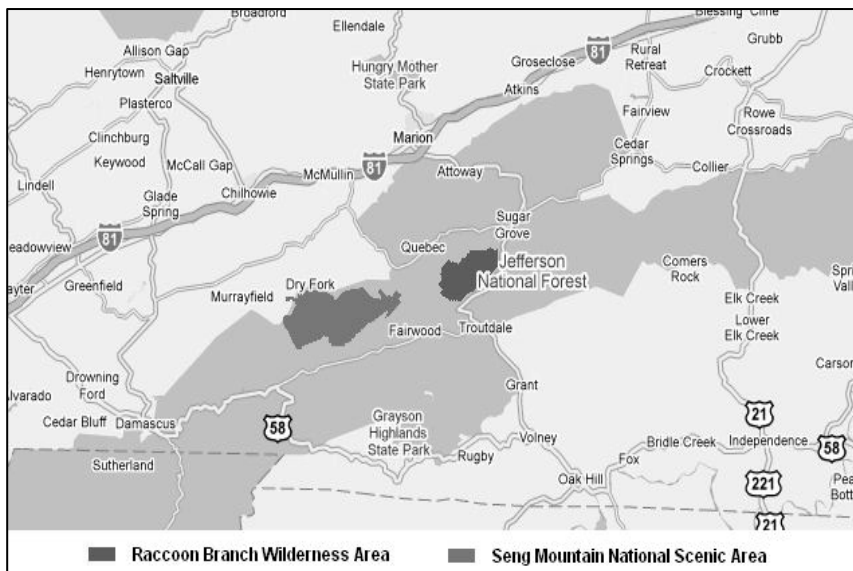 Broadford
Ellendale
Blessing
Allison Gap
81
Grubb
Henrytown
Saltville
Hungry Mother
State Park
Groseclose
Rural
Retreat
Crockett
Plasterco
Atkins
Fairview
Rowe
Crossroads
Clinchburg
Marion
Keywood
McCall Gap
McMullin
81
Attoway
Cedar
Springs
Collier
Lindell
Glade
Spring
Chilhowie
81
Sugar
Grove
eadowview
Quebec
Jefferson
National Forest
Comers
Rock
Greenfield
Dry Fork
Murrayfield
Elk Creek
Fairwood
Troutdale
Lower
Elk Creek
Drowning
Ford
Grant
Cedar Bluff
Damascus
58
Grayson
Highlands
State Park
21
Volney
Bridle Creek
Independence
58
Sutherland
Rugby
Fox
Oak Hill
221
21
Raccoon Branch Wilderness Area
Seng Mountain National Scenic Area